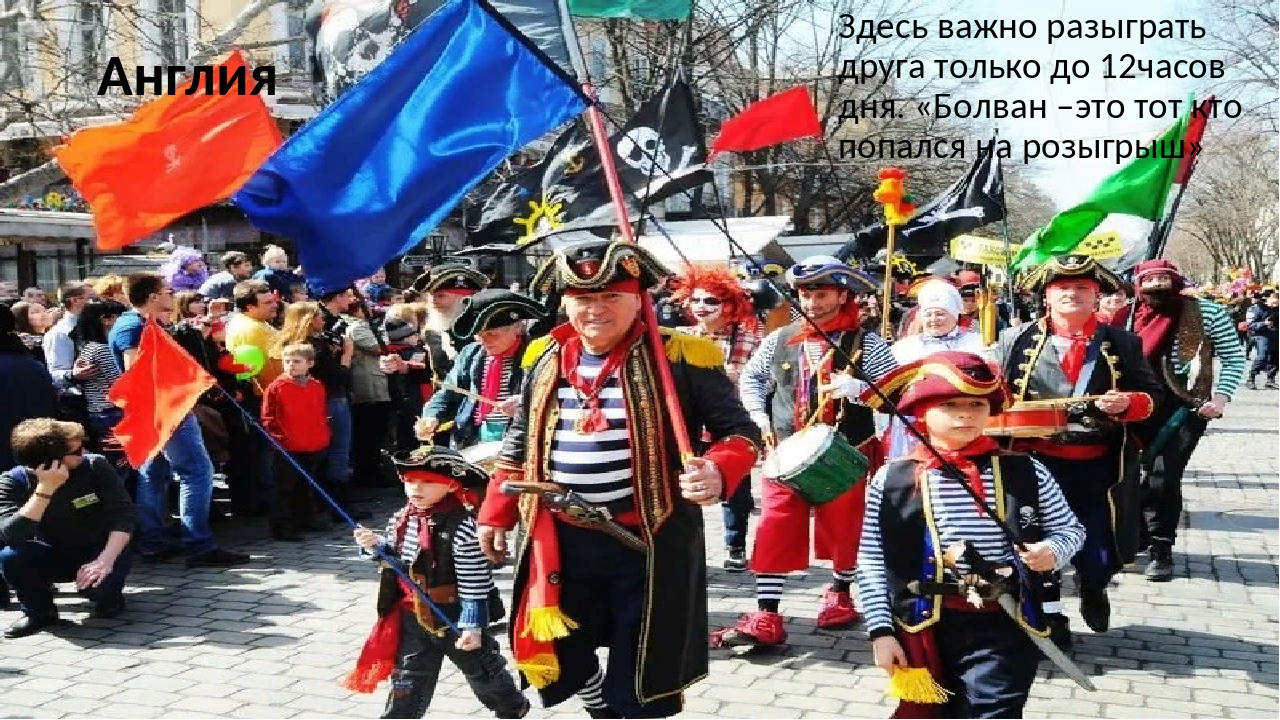 Англия
Здесь важно разыграть
друга только до 12часов
дня. «Болван –это тот кто
попался на розыгрыш»